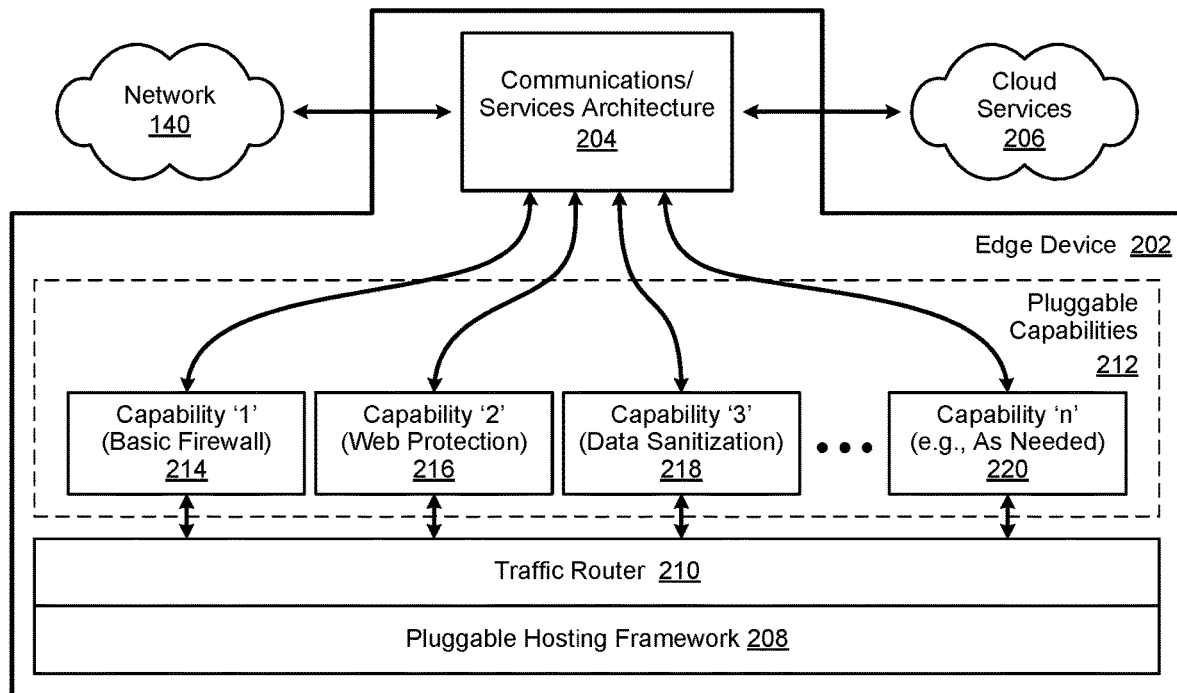 Network
140
Communications/
Services Architecture
204
Cloud
Services
206
Edge Device 202
Pluggable
Capabilities
212
Capability ‘1’
(Basic Firewall)
214
Capability ‘2’
(Web Protection)
216
Capability ‘3’
(Data Sanitization)
218
Capability ‘n’
(e.g., As Needed)
220
Traffic Router 210
Pluggable Hosting Framework 208